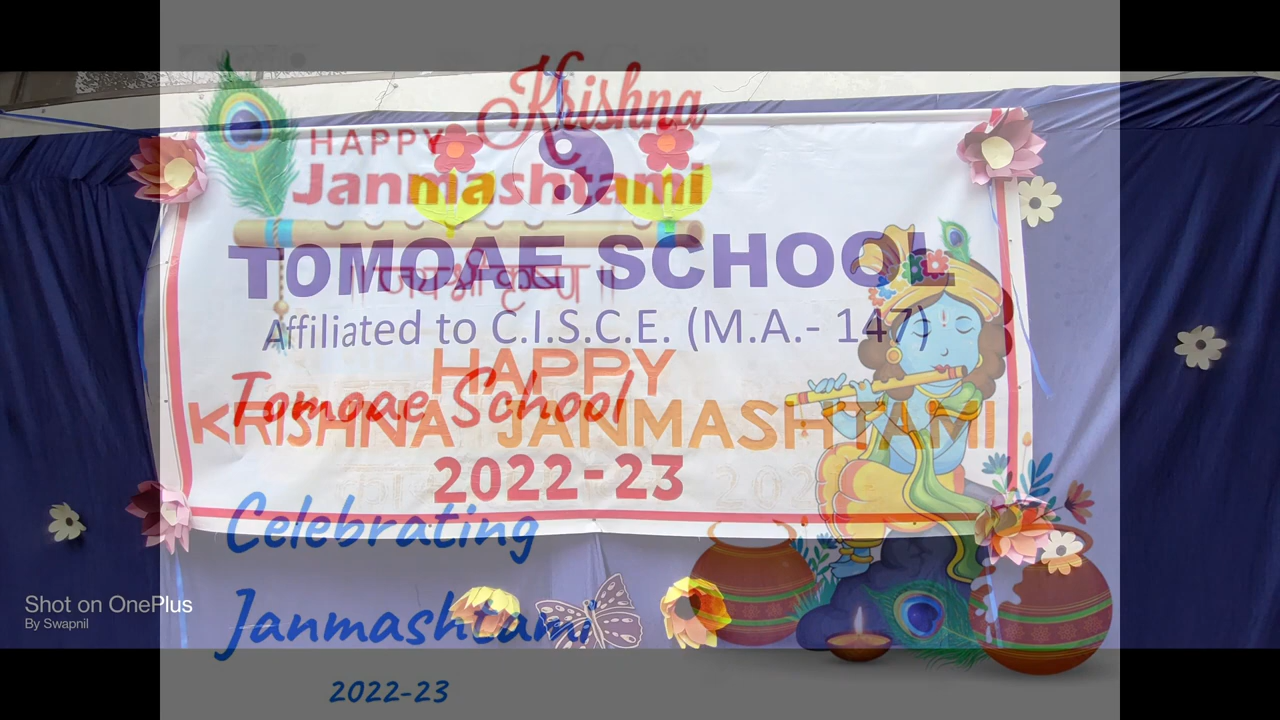 Krishna
HAPPY
Janmashtami
TOMOAE SCHOOL
॥ जय श्री कृष्ण ॥
Affiliated to C.I.S.C.E. (M.A.- 147)
HAPPY
Tomoae School
KRISHNA JANMASHTAMI
2022-23
Celebrating
Janmashtami
2022-23
Shot on OnePlus
By Swapnil